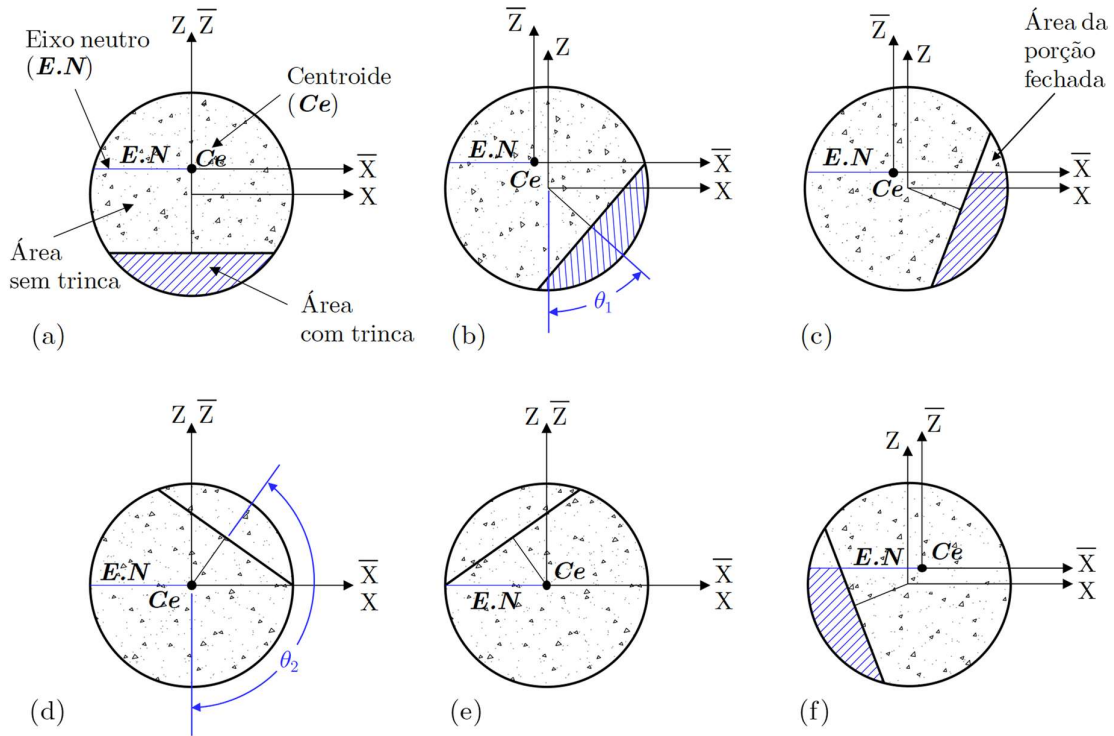 Eixo neutro
(E.N)
Z Z̅
Centroide
(Ce)
E.N
Ce
X̅
X
Área
sem trinca
Área
com trinca
(a)
Z̅
Z
E.N
Ce
X̅
X
θ₁
(b)
Z̅
Z
Área da
porção
fechada
E.N
Ce
X̅
X
(c)
Z Z̅
E.N
Ce
X̅
X
θ₂
(d)
Z Z̅
Ce
E.N
X̅
X
(e)
Z̅
Z
E.N
Ce
X̅
X
(f)